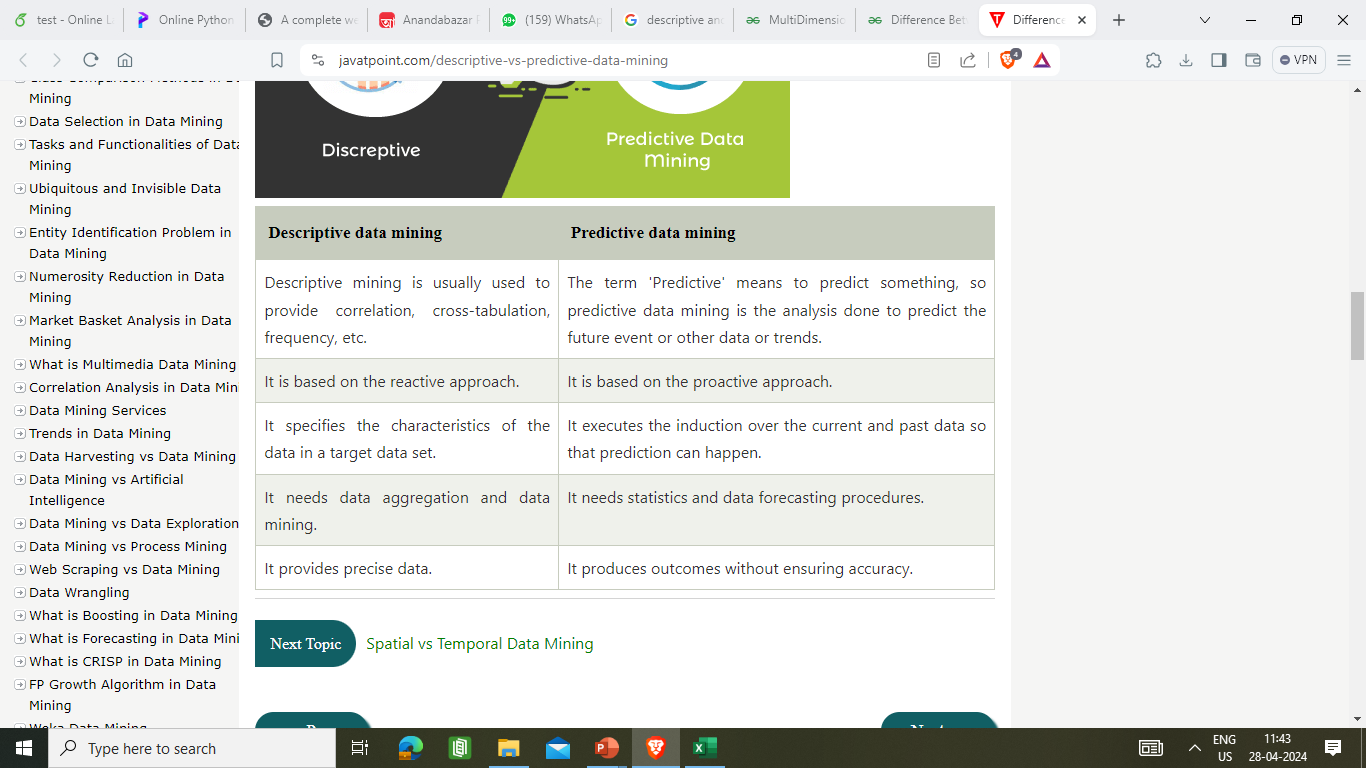 test - Online L
Online Python
A complete we
Anandabazar P
(159) WhatsAp
descriptive and
MultiDimensic
Difference Bet
Difference
javatpoint.com/descriptive-vs-predictive-data-mining
4
VPN
Mining
Data Selection in Data Mining
Tasks and Functionalities of Data
Mining
Ubiquitous and Invisible Data
Mining
Entity Identification Problem in
Data Mining
Numerosity Reduction in Data
Mining
Market Basket Analysis in Data
Mining
What is Multimedia Data Mining
Correlation Analysis in Data Min
Data Mining Services
Trends in Data Mining
Data Harvesting vs Data Mining
Data Mining vs Artificial
Intelligence
Data Mining vs Data Exploration
Data Mining vs Process Mining
Web Scraping vs Data Mining
Data Wrangling
What is Boosting in Data Mining
What is Forecasting in Data Mini
What is CRISP in Data Mining
FP Growth Algorithm in Data
Mining
Weka Data Mining
Discreptive
Predictive Data
Mining
Descriptive data mining
Predictive data mining
Descriptive mining is usually used to
provide correlation, cross-tabulation,
frequency, etc.
The term 'Predictive' means to predict something, so
predictive data mining is the analysis done to predict the
future event or other data or trends.
It is based on the reactive approach.
It is based on the proactive approach.
It specifies the characteristics of the
data in a target data set.
It executes the induction over the current and past data so
that prediction can happen.
It needs data aggregation and data
mining.
It needs statistics and data forecasting procedures.
It provides precise data.
It produces outcomes without ensuring accuracy.
Next Topic
Spatial vs Temporal Data Mining
Type here to search
ENG
US
11:43
28-04-2024